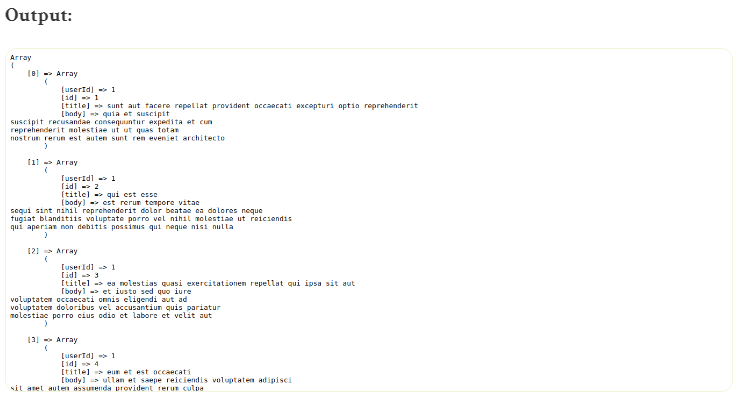 Output:
Array
(
    [0] => Array
        (
            [userId] => 1
            [id] => 1
            [title] => sunt aut facere repellat provident occaecati excepturi optio reprehenderit
            [body] => quia et suscipit
suscipit recusandae consequuntur expedita et cum
reprehenderit molestiae ut ut quas totam
nostrum rerum est autem sunt rem eveniet architecto
        )
    [1] => Array
        (
            [userId] => 1
            [id] => 2
            [title] => qui est esse
            [body] => est rerum tempore vitae
sequi sint nihil reprehenderit dolor beatae ea dolores neque
fugiat blanditiis voluptate porro vel nihil molestiae ut reiciendis
qui aperiam non debitis possimus qui neque nisi nulla
        )
    [2] => Array
        (
            [userId] => 1
            [id] => 3
            [title] => ea molestias quasi exercitationem repellat qui ipsa sit aut
            [body] => et iusto sed quo iure
voluptatem occaecati omnis eligendi aut ad
voluptatem doloribus vel accusantium quis pariatur
molestiae porro eius odio et labore et velit aut
        )
    [3] => Array
        (
            [userId] => 1
            [id] => 4
            [title] => eum et est occaecati
            [body] => ullam et saepe reiciendis voluptatem adipisci
sit amet autem assumenda provident rerum culpa